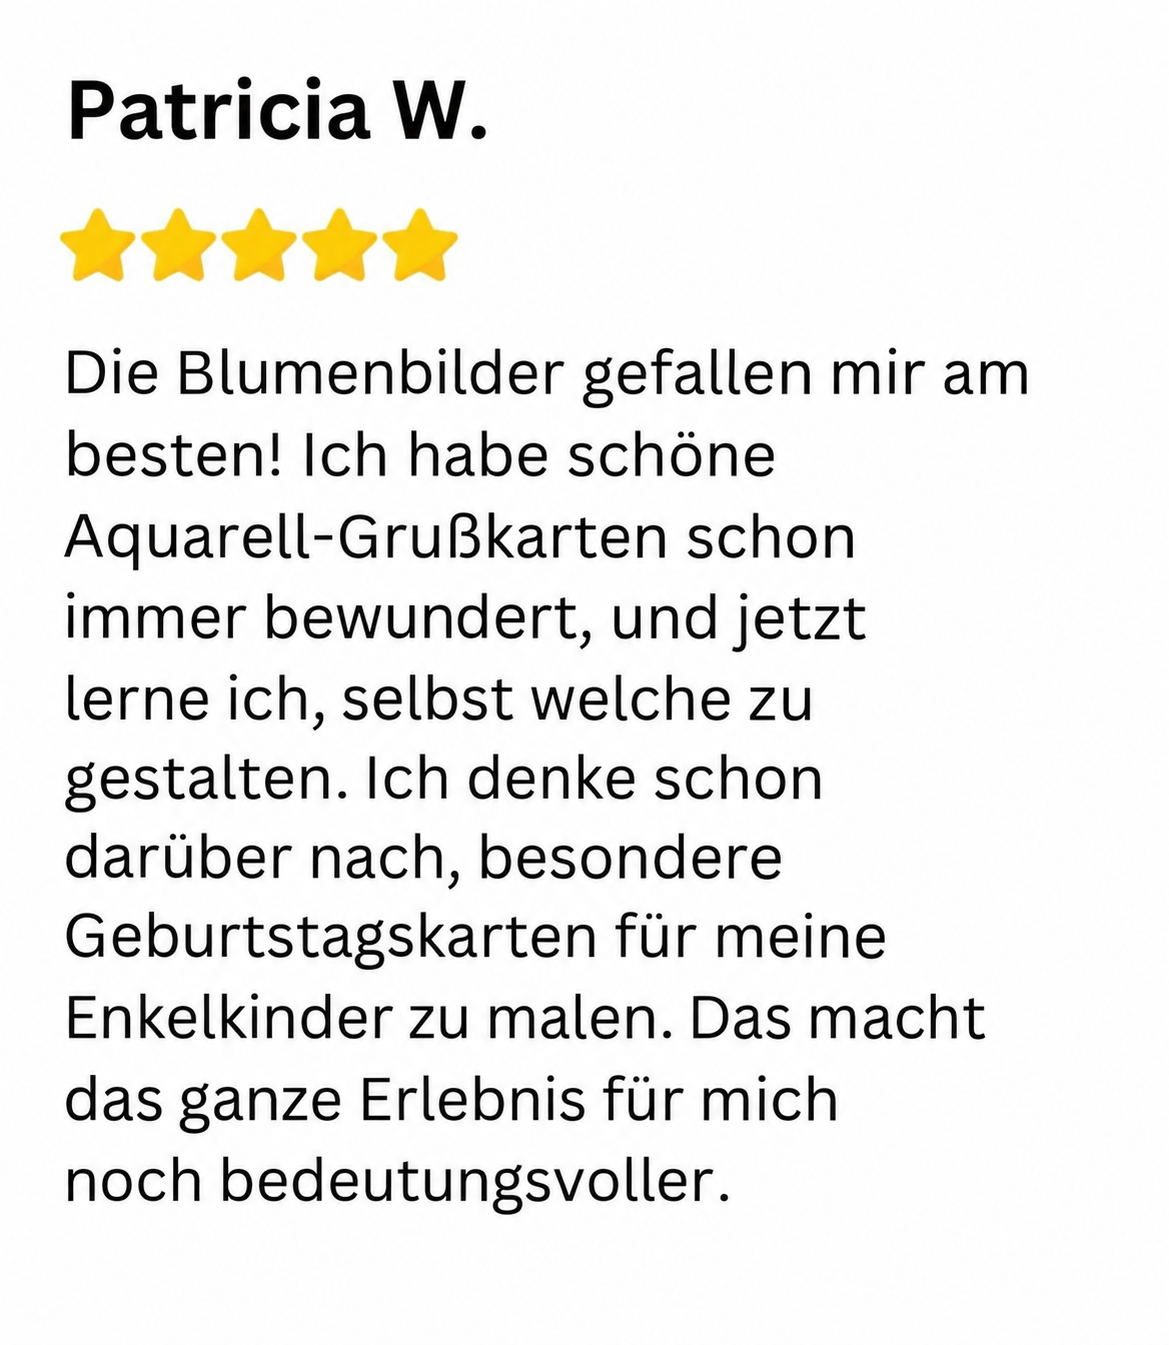 Patricia W.
Die Blumenbilder gefallen mir am
besten! Ich habe schöne
Aquarell-Grußkarten schon
immer bewundert, und jetzt
lerne ich, selbst welche zu
gestalten. Ich denke schon
darüber nach, besondere
Geburtstagskarten für meine
Enkelkinder zu malen. Das macht
das ganze Erlebnis für mich
noch bedeutungsvoller.